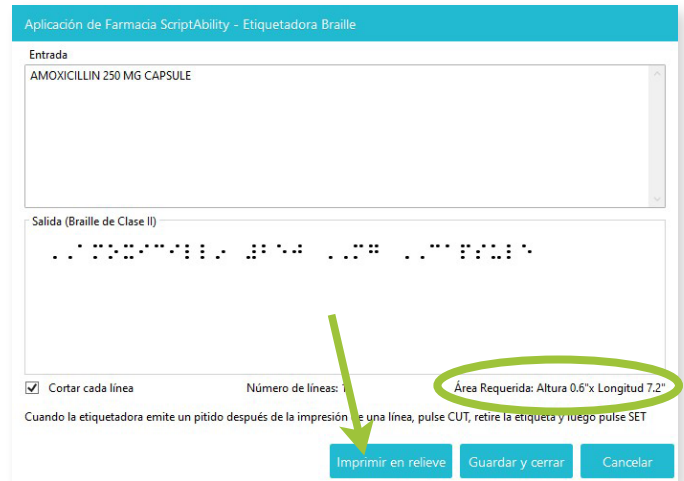 Aplicación de Farmacia ScriptAbility - Etiquetadora Braille
Entrada
AMOXICILLIN 250 MG CAPSULE
Salida (Braille de Clase II)
⠠⠠⠁⠍⠕⠭⠊⠉⠊⠇⠇⠔ ⠼⠃⠑⠚ ⠠⠠⠍⠛ ⠠⠠⠉⠁⠏⠎⠥⠇⠑
Cortar cada línea Número de líneas: 1 Área Requerida: Altura 0.6"x Longitud 7.2"
Cuando la etiquetadora emite un pitido después de la impresión de una línea, pulse CUT, retire la etiqueta y luego pulse SET
Imprimir en relieve Guardar y cerrar Cancelar